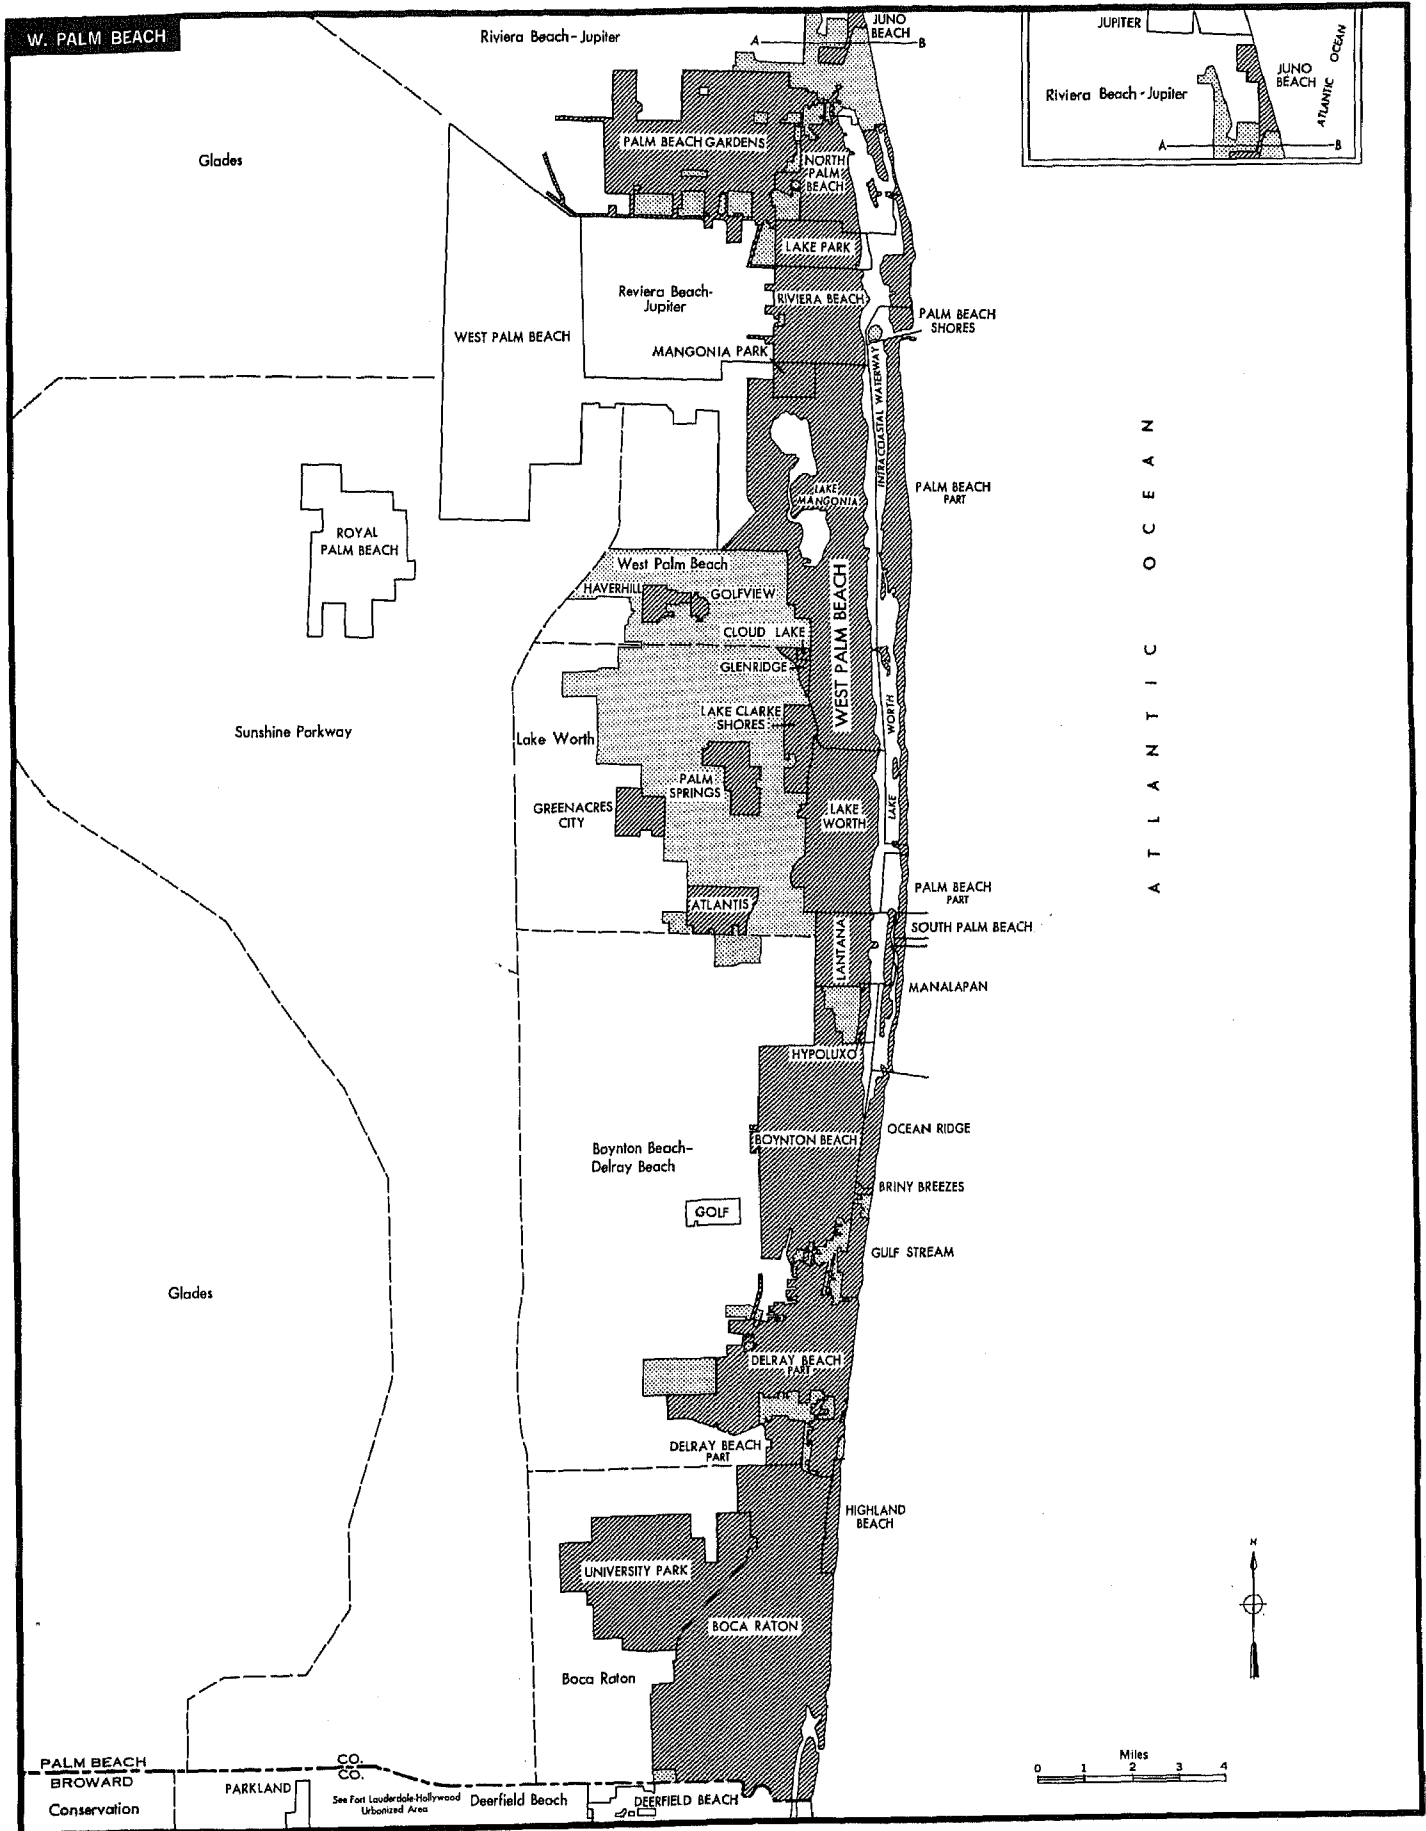 W. PALM BEACH
Riviera Beach-Jupiter
JUNO
BEACH
A
B
JUPITER
Riviera Beach-Jupiter
JUNO
BEACH
ATLANTIC OCEAN
A
B
Glades
PALM BEACH GARDENS
NORTH
PALM
BEACH
LAKE PARK
Reviera Beach-
Jupiter
RIVIERA BEACH
PALM BEACH
SHORES
WEST PALM BEACH
MANGONIA PARK
INTRACOASTAL WATERWAY
ATLANTIC OCEAN
LAKE
MANGONIA
PALM BEACH
PART
ROYAL
PALM BEACH
West Palm Beach
HAVERHILL
GOLFVIEW
CLOUD LAKE
GLENRIDGE
WEST PALM BEACH
LAKE WORTH
LAKE CLARKE
SHORES
Sunshine Parkway
Lake Worth
PALM
SPRINGS
GREENACRES
CITY
LAKE
WORTH
PALM BEACH
PART
ATLANTIS
SOUTH PALM BEACH
LANTANA
MANALAPAN
HYPOLUXO
OCEAN RIDGE
BOYNTON BEACH
Boynton Beach-
Delray Beach
BRINY BREEZES
GOLF
GULF STREAM
Glades
DELRAY BEACH
PART
DELRAY BEACH
PART
HIGHLAND
BEACH
N
UNIVERSITY PARK
BOCA RATON
Boca Raton
PALM BEACH CO.
BROWARD CO.
Conservation
PARKLAND
See Fort Lauderdale-Hollywood
Urbanized Area
Deerfield Beach
DEERFIELD BEACH
Miles
0 1 2 3 4